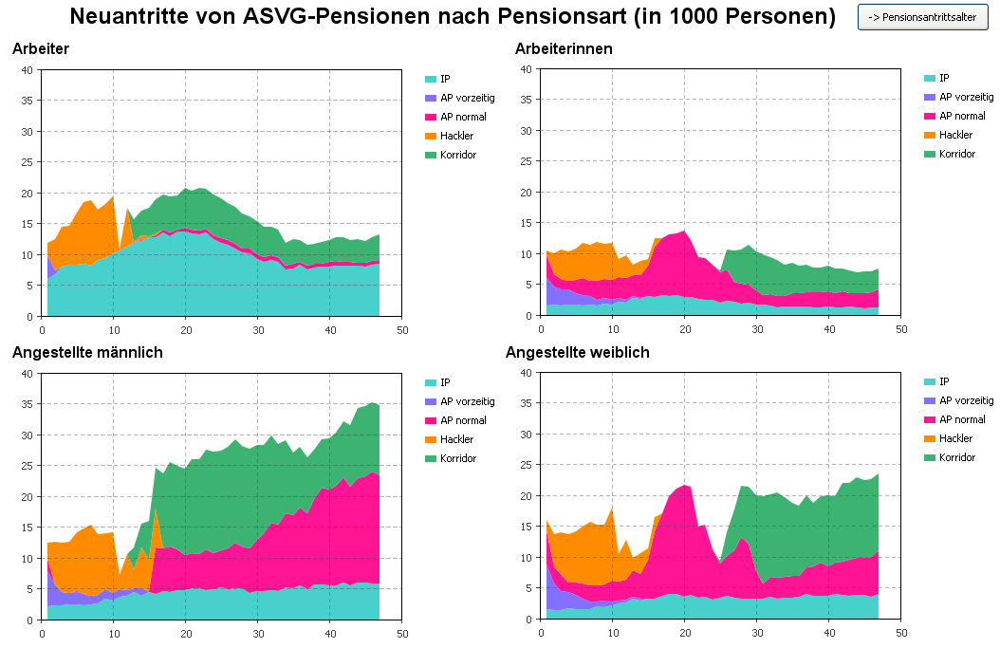 Neuantritte von ASVG-Pensionen nach Pensionsart (in 1000 Personen)
-> Pensionsantrittsalter
Arbeiter
40
35
30
25
20
15
10
5
0
0 10 20 30 40 50
IP
AP vorzeitig
AP normal
Hackler
Korridor
Arbeiterinnen
40
35
30
25
20
15
10
5
0
0 10 20 30 40 50
IP
AP vorzeitig
AP normal
Hackler
Korridor
Angestellte männlich
40
35
30
25
20
15
10
5
0
0 10 20 30 40 50
IP
AP vorzeitig
AP normal
Hackler
Korridor
Angestellte weiblich
40
35
30
25
20
15
10
5
0
0 10 20 30 40 50
IP
AP vorzeitig
AP normal
Hackler
Korridor